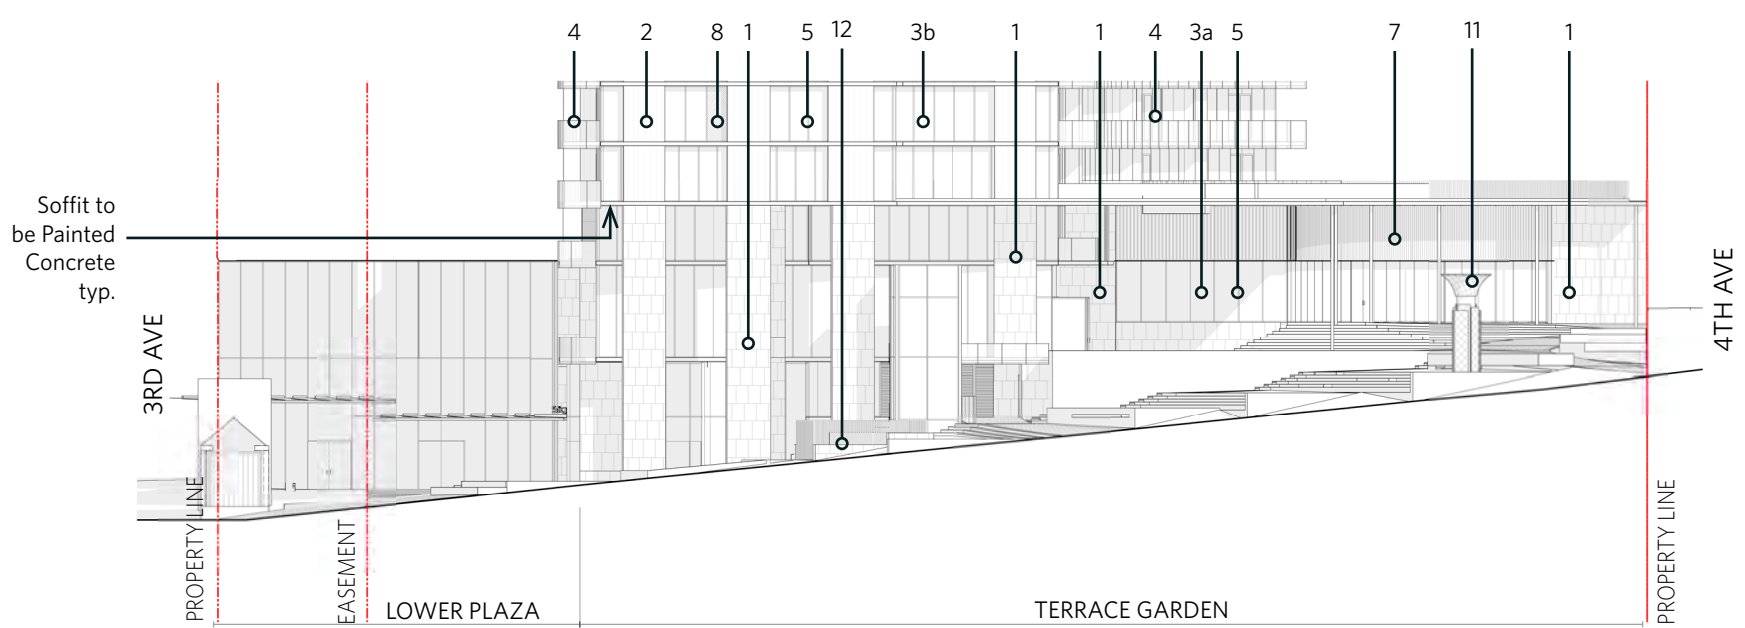 4 2 8 1 5 12 3b 1 1 4 3a 5 7 11 1
Soffit to
be Painted
Concrete
typ.
3RD AVE
4TH AVE
PROPERTY LINE
EASEMENT
LOWER PLAZA
TERRACE GARDEN
PROPERTY LINE